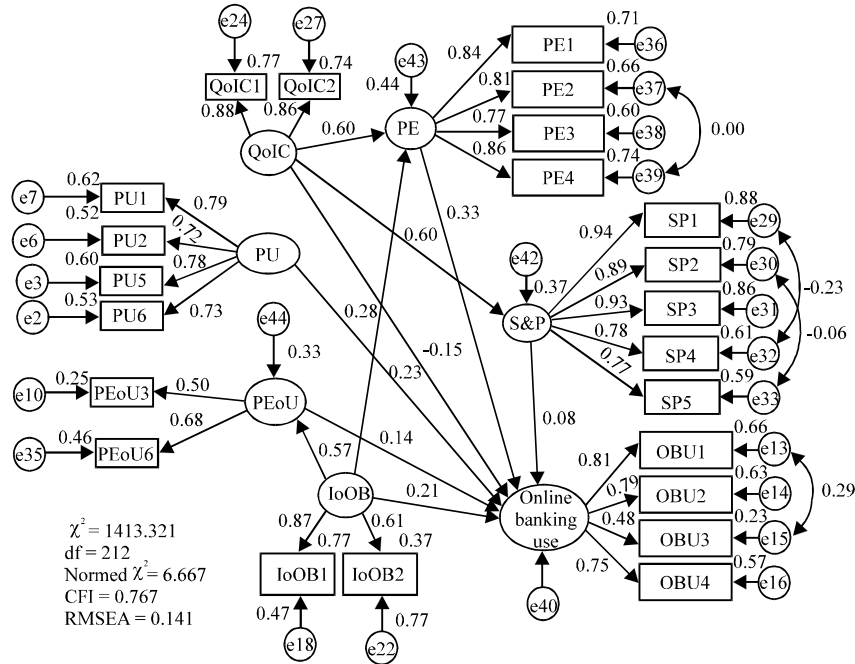 e24
e27
0.77
0.74
QoIC1
QoIC2
0.88
0.86
QoIC
0.60
e43
0.44
PE
0.84
0.81
0.77
0.86
0.71
PE1
e36
0.66
PE2
e37
0.60
PE3
e38
0.74
PE4
e39
0.00
0.33
0.60
e7
0.62
PU1
0.79
e6
0.52
PU2
0.72
e3
0.60
PU5
0.78
e2
0.53
PU6
0.73
PU
0.28
-0.15
0.23
e42
0.37
S&P
0.94
0.89
0.93
0.78
0.77
0.88
SP1
e29
0.79
SP2
e30
0.86
SP3
e31
0.61
SP4
e32
0.59
SP5
e33
-0.23
-0.06
0.08
e44
0.33
PEoU
e10
0.25
PEoU3
0.50
e35
0.46
PEoU6
0.68
0.57
0.14
IoOB
0.21
0.87
0.61
0.77
0.37
IoOB1
IoOB2
0.47
e18
0.77
e22
Online
banking
use
e40
0.81
0.79
0.48
0.75
0.66
OBU1
e13
0.63
OBU2
e14
0.23
OBU3
e15
0.57
OBU4
e16
0.29
χ² = 1413.321
df = 212
Normed χ² = 6.667
CFI = 0.767
RMSEA = 0.141